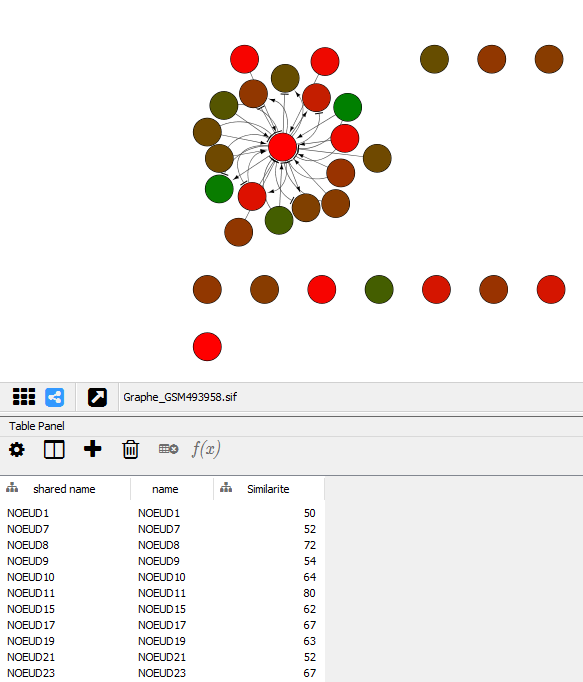 Graphe_GSM493958.sif
Table Panel
f(x)
shared name name Similarite
NOEUD1 NOEUD1 50
NOEUD7 NOEUD7 52
NOEUD8 NOEUD8 72
NOEUD9 NOEUD9 54
NOEUD10 NOEUD10 64
NOEUD11 NOEUD11 80
NOEUD15 NOEUD15 62
NOEUD17 NOEUD17 67
NOEUD19 NOEUD19 63
NOEUD21 NOEUD21 52
NOEUD23 NOEUD23 67